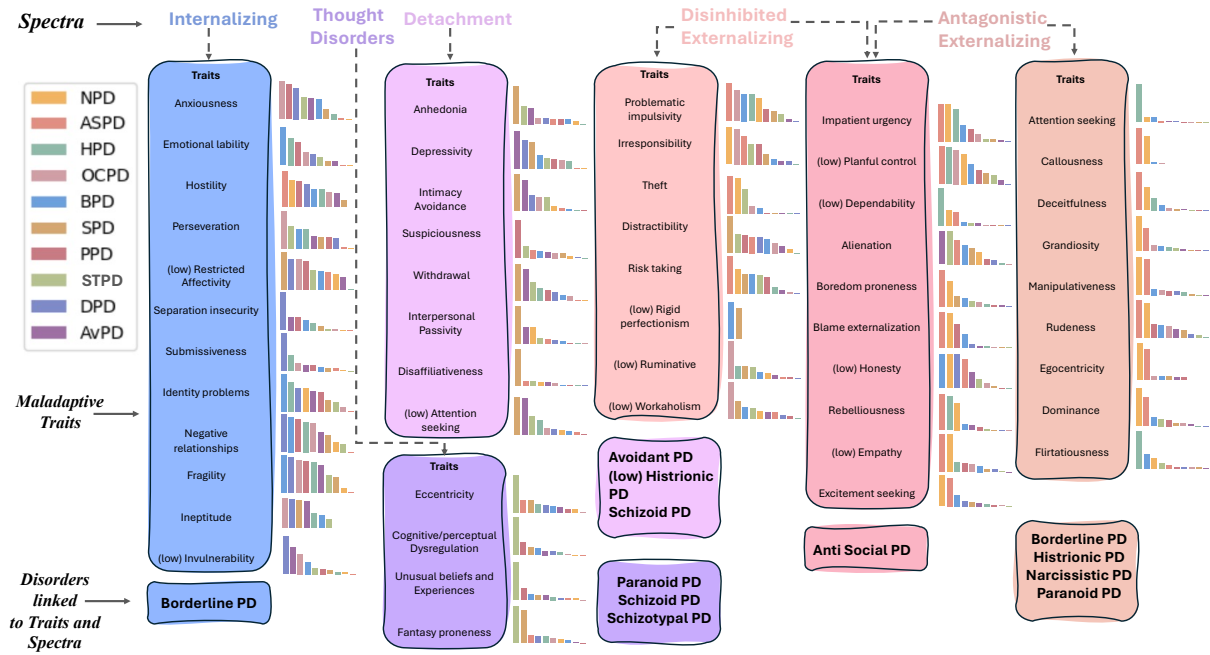 Spectra
Internalizing
Thought
Disorders
Detachment
Disinhibited
Externalizing
Antagonistic
Externalizing
NPD
ASPD
HPD
OCPD
BPD
SPD
PPD
STPD
DPD
AvPD
Maladaptive
Traits
Disorders
linked
to Traits and
Spectra
Traits
Anxiousness
Emotional lability
Hostility
Perseveration
(low) Restricted
Affectivity
Separation insecurity
Submissiveness
Identity problems
Negative
relationships
Fragility
Ineptitude
(low) Invulnerability
Borderline PD
Traits
Anhedonia
Depressivity
Intimacy
Avoidance
Suspiciousness
Withdrawal
Interpersonal
Passivity
Disaffiliativeness
(low) Attention
seeking
Traits
Eccentricity
Cognitive/perceptual
Dysregulation
Unusual beliefs and
Experiences
Fantasy proneness
Traits
Problematic
impulsivity
Irresponsibility
Theft
Distractibility
Risk taking
(low) Rigid
perfectionism
(low) Ruminative
(low) Workaholism
Avoidant PD
(low) Histrionic
PD
Schizoid PD
Paranoid PD
Schizoid PD
Schizotypal PD
Traits
Impatient urgency
(low) Planful control
(low) Dependability
Alienation
Boredom proneness
Blame externalization
(low) Honesty
Rebelliousness
(low) Empathy
Excitement seeking
Anti Social PD
Traits
Attention seeking
Callousness
Deceitfulness
Grandiosity
Manipulativeness
Rudeness
Egocentricity
Dominance
Flirtatiousness
Borderline PD
Histrionic PD
Narcissistic PD
Paranoid PD